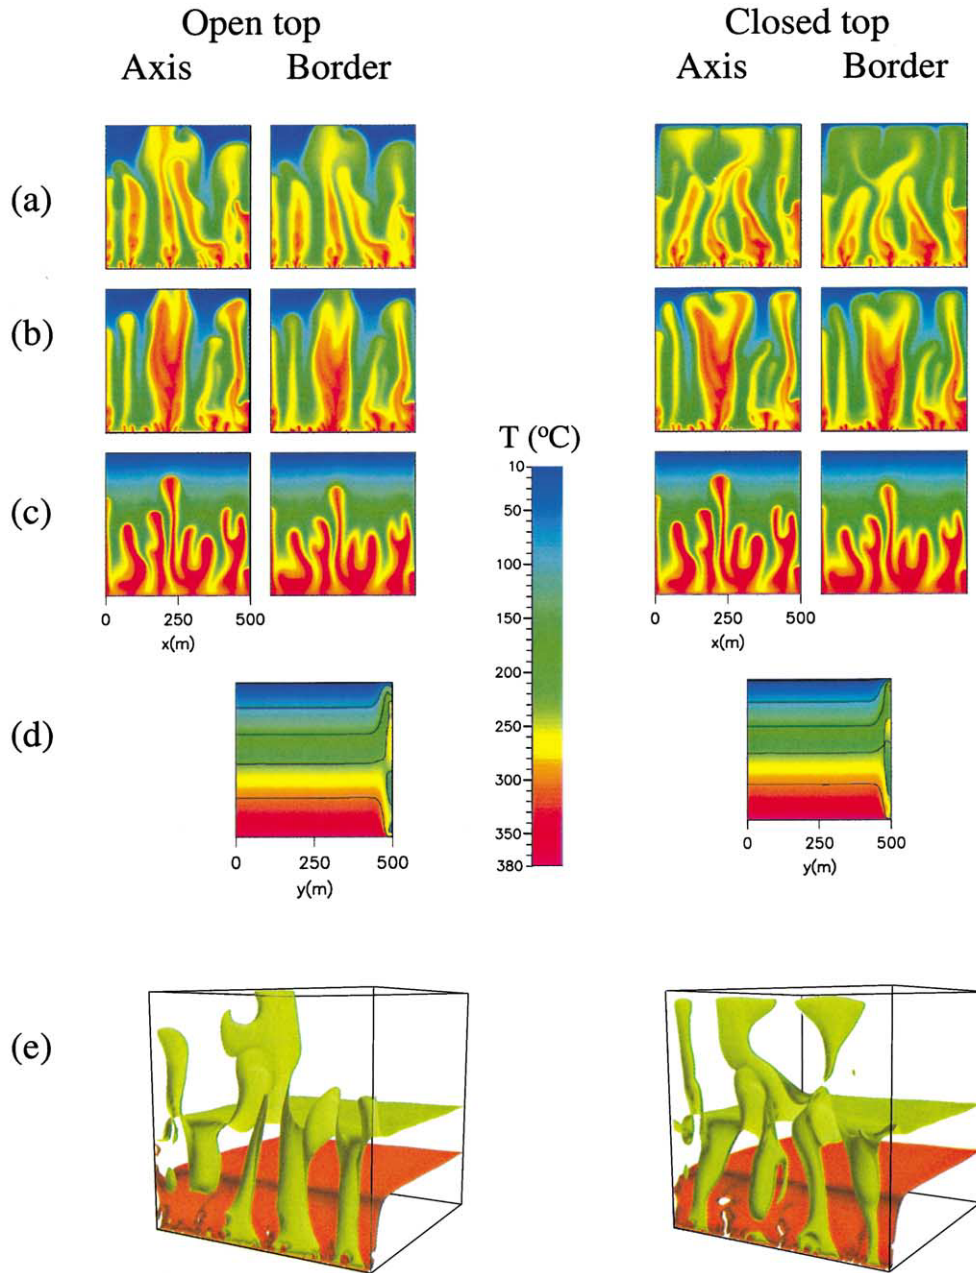 Open top
Closed top
Axis Border
Axis Border
(a)
(b)
T (°C)
10
50
100
150
200
250
300
350
380
(c)
0 250 500
x(m)
0 250 500
x(m)
(d)
0 250 500
y(m)
0 250 500
y(m)
(e)